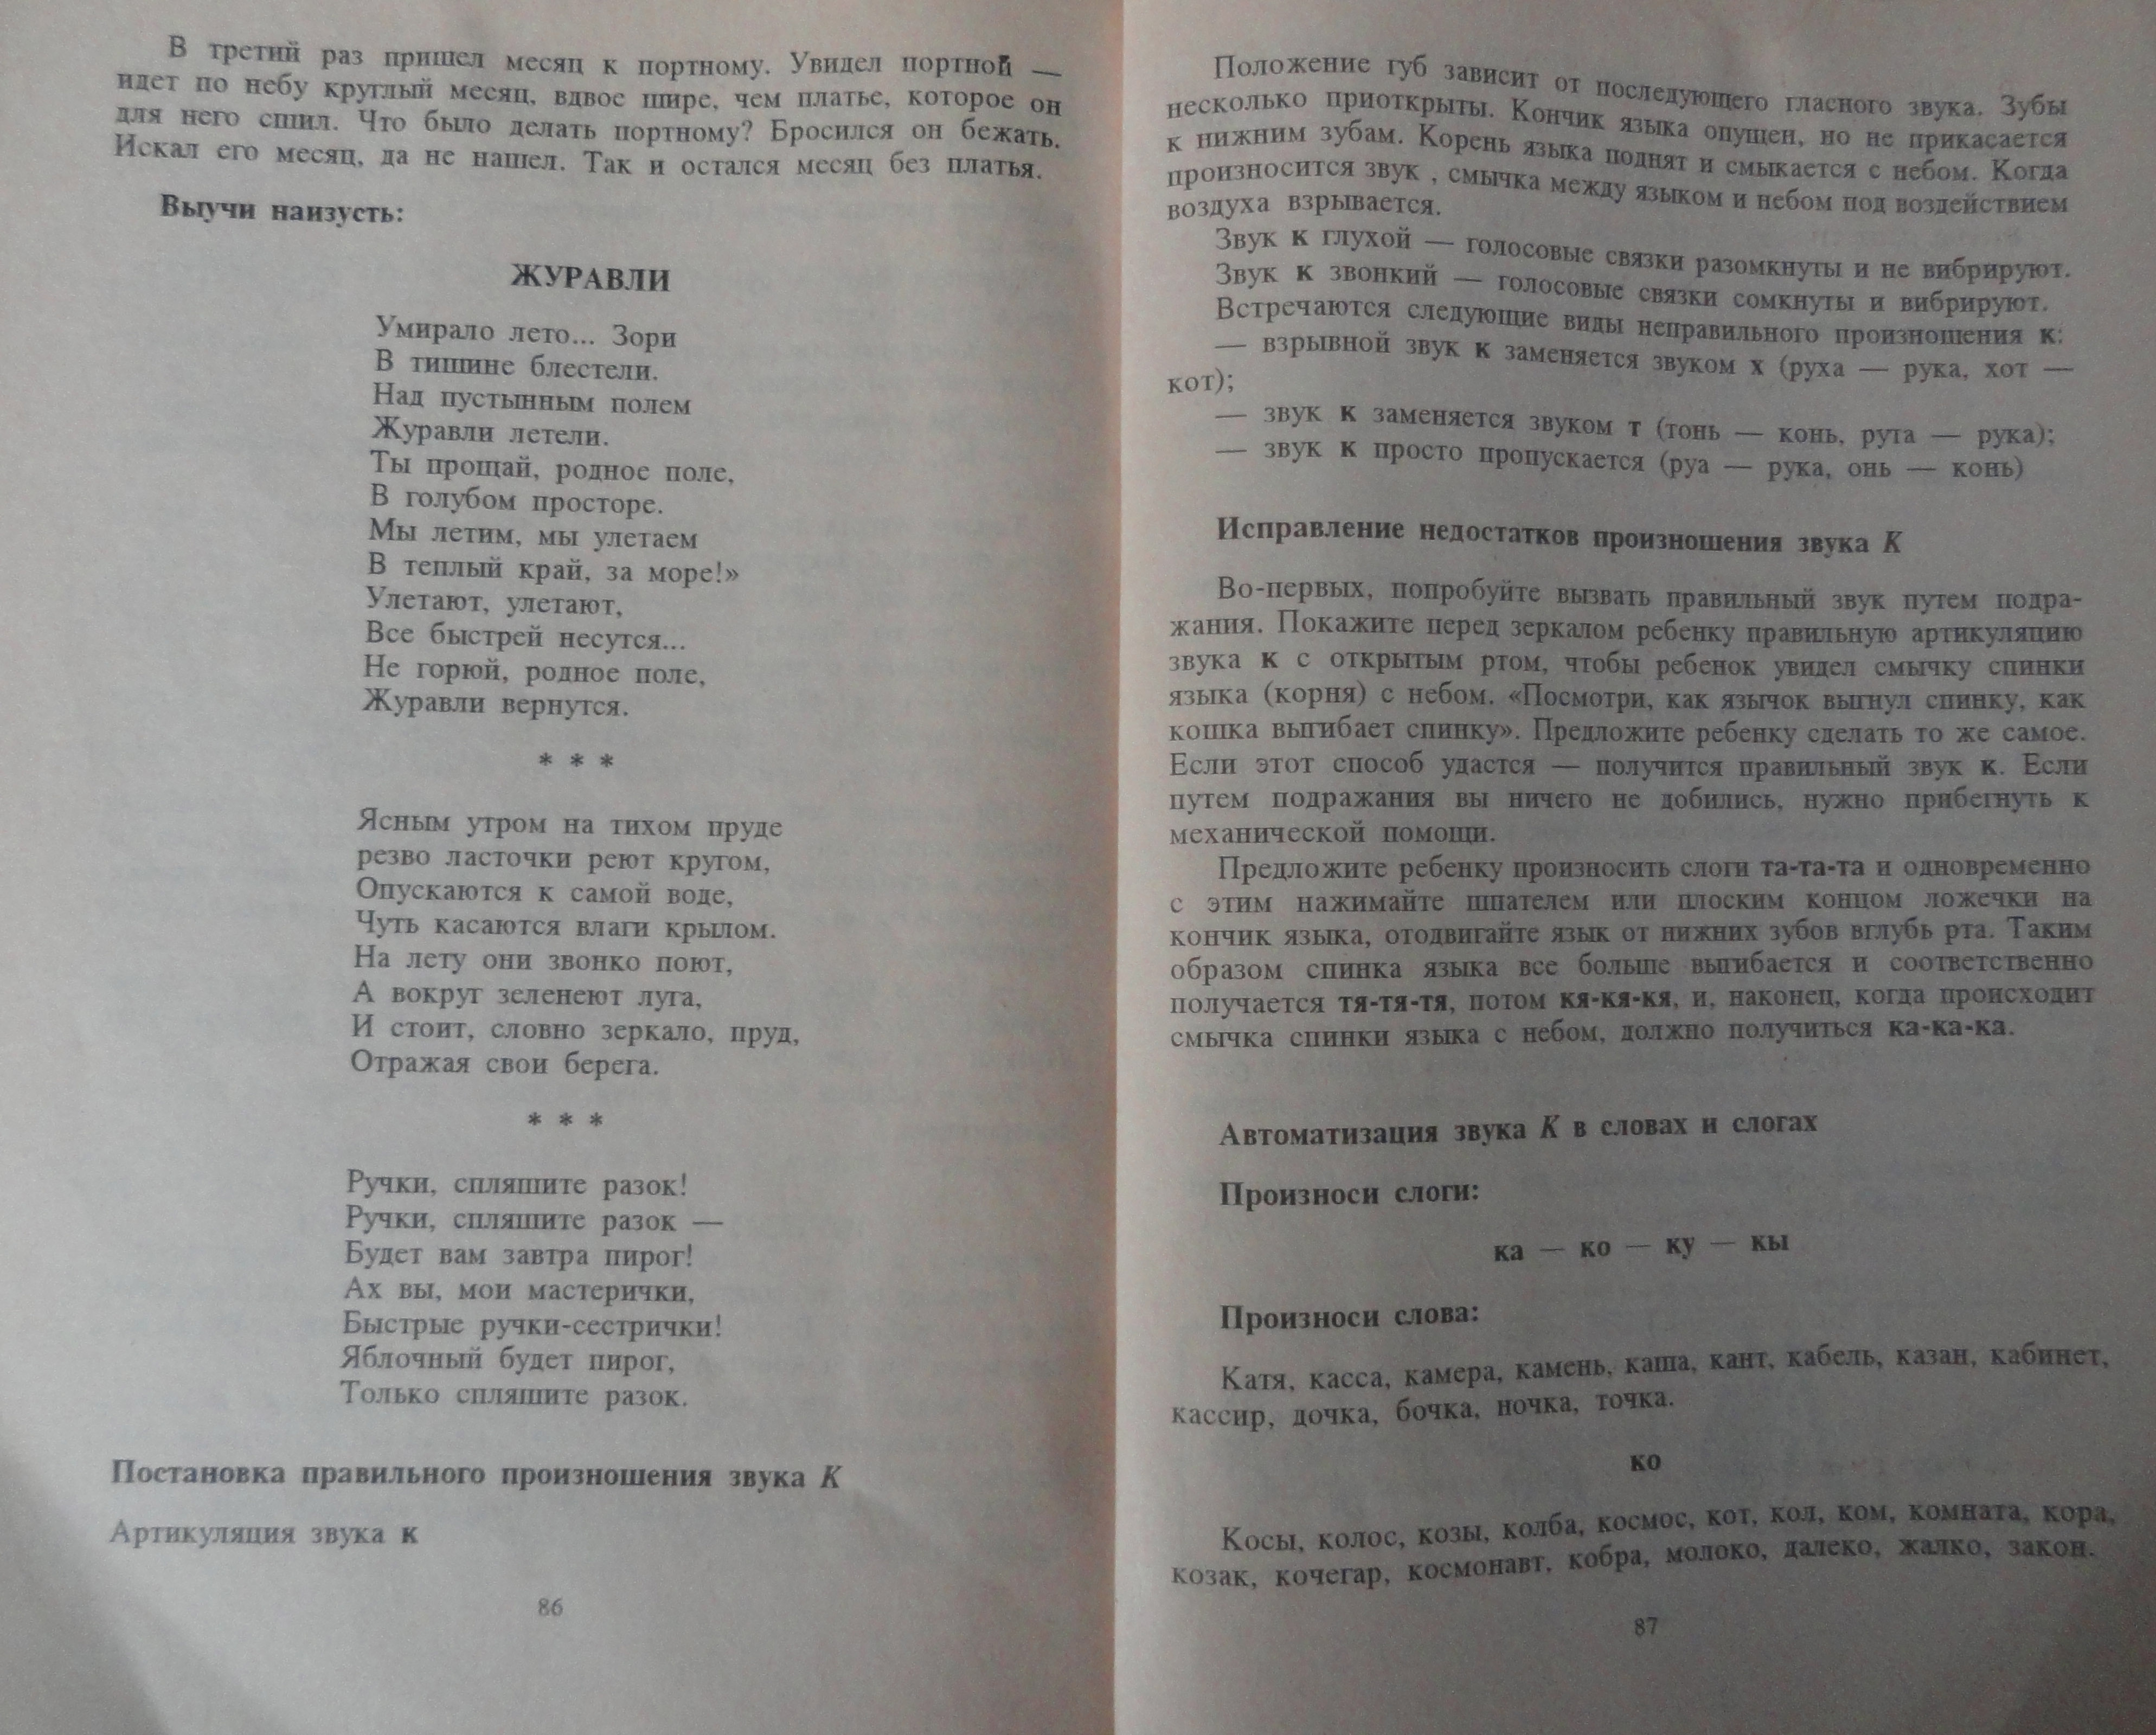 В третий раз пришел месяц к портному. Увидел портной —
идет по небу круглый месяц, вдвое шире, чем платье, которое он
для него сшил. Что было делать портному? Бросился он бежать.
Искал его месяц, да не нашел. Так и остался месяц без платья.
Выучи наизусть:
ЖУРАВЛИ
Умирало лето... Зори
В тишине блестели.
Над пустынным полем
Журавли летели.
Ты прощай, родное поле,
В голубом просторе.
Мы летим, мы улетаем
В теплый край, за море!»
Улетают, улетают,
Все быстрей несутся...
Не горюй, родное поле,
Журавли вернутся.
* * *
Ясным утром на тихом пруде
резво ласточки реют кругом,
Опускаются к самой воде,
Чуть касаются влаги крылом.
На лету они звонко поют,
А вокруг зеленеют луга,
И стоит, словно зеркало, пруд,
Отражая свои берега.
* * *
Ручки, спляшите разок!
Ручки, спляшите разок —
Будет вам завтра пирог!
Ах вы, мои мастерички,
Быстрые ручки-сестрички!
Яблочный будет пирог,
Только спляшите разок.
Постановка правильного произношения звука К
Артикуляция звука к
86
Положение губ зависит от последующего гласного звука. Зубы
несколько приоткрыты. Кончик языка опущен, но не прикасается
к нижним зубам. Корень языка поднят и смыкается с небом. Когда
произносится звук , смычка между языком и небом под воздействием
воздуха взрывается.
Звук к глухой — голосовые связки разомкнуты и не вибрируют.
Звук к звонкий — голосовые связки сомкнуты и вибрируют.
Встречаются следующие виды неправильного произношения к:
— взрывной звук к заменяется звуком х (руха — рука, хот —
кот);
— звук к заменяется звуком т (тонь — конь, рута — рука);
— звук к просто пропускается (руа — рука, онь — конь)
Исправление недостатков произношения звука К
Во-первых, попробуйте вызвать правильный звук путем подра-
жания. Покажите перед зеркалом ребенку правильную артикуляцию
звука к с открытым ртом, чтобы ребенок увидел смычку спинки
языка (корня) с небом. «Посмотри, как язычок выгнул спинку, как
кошка выгибает спинку». Предложите ребенку сделать то же самое.
Если этот способ удастся — получится правильный звук к. Если
путем подражания вы ничего не добились, нужно прибегнуть к
механической помощи.
Предложите ребенку произносить слоги та-та-та и одновременно
с этим нажимайте шпателем или плоским концом ложечки на
кончик языка, отодвигайте язык от нижних зубов вглубь рта. Таким
образом спинка языка все больше выгибается и соответственно
получается тя-тя-тя, потом кя-кя-кя, и, наконец, когда происходит
смычка спинки языка с небом, должно получиться ка-ка-ка.
Автоматизация звука К в словах и слогах
Произноси слоги:
ка — ко — ку — кы
Произноси слова:
Катя, касса, камера, камень, каша, кант, кабель, казан, кабинет,
кассир, дочка, бочка, ночка, точка.
ко
Косы, колос, козы, колба, космос, кот, кол, ком, комната, кора,
козак, кочегар, космонавт, кобра, молоко, далеко, жалко, закон.
87